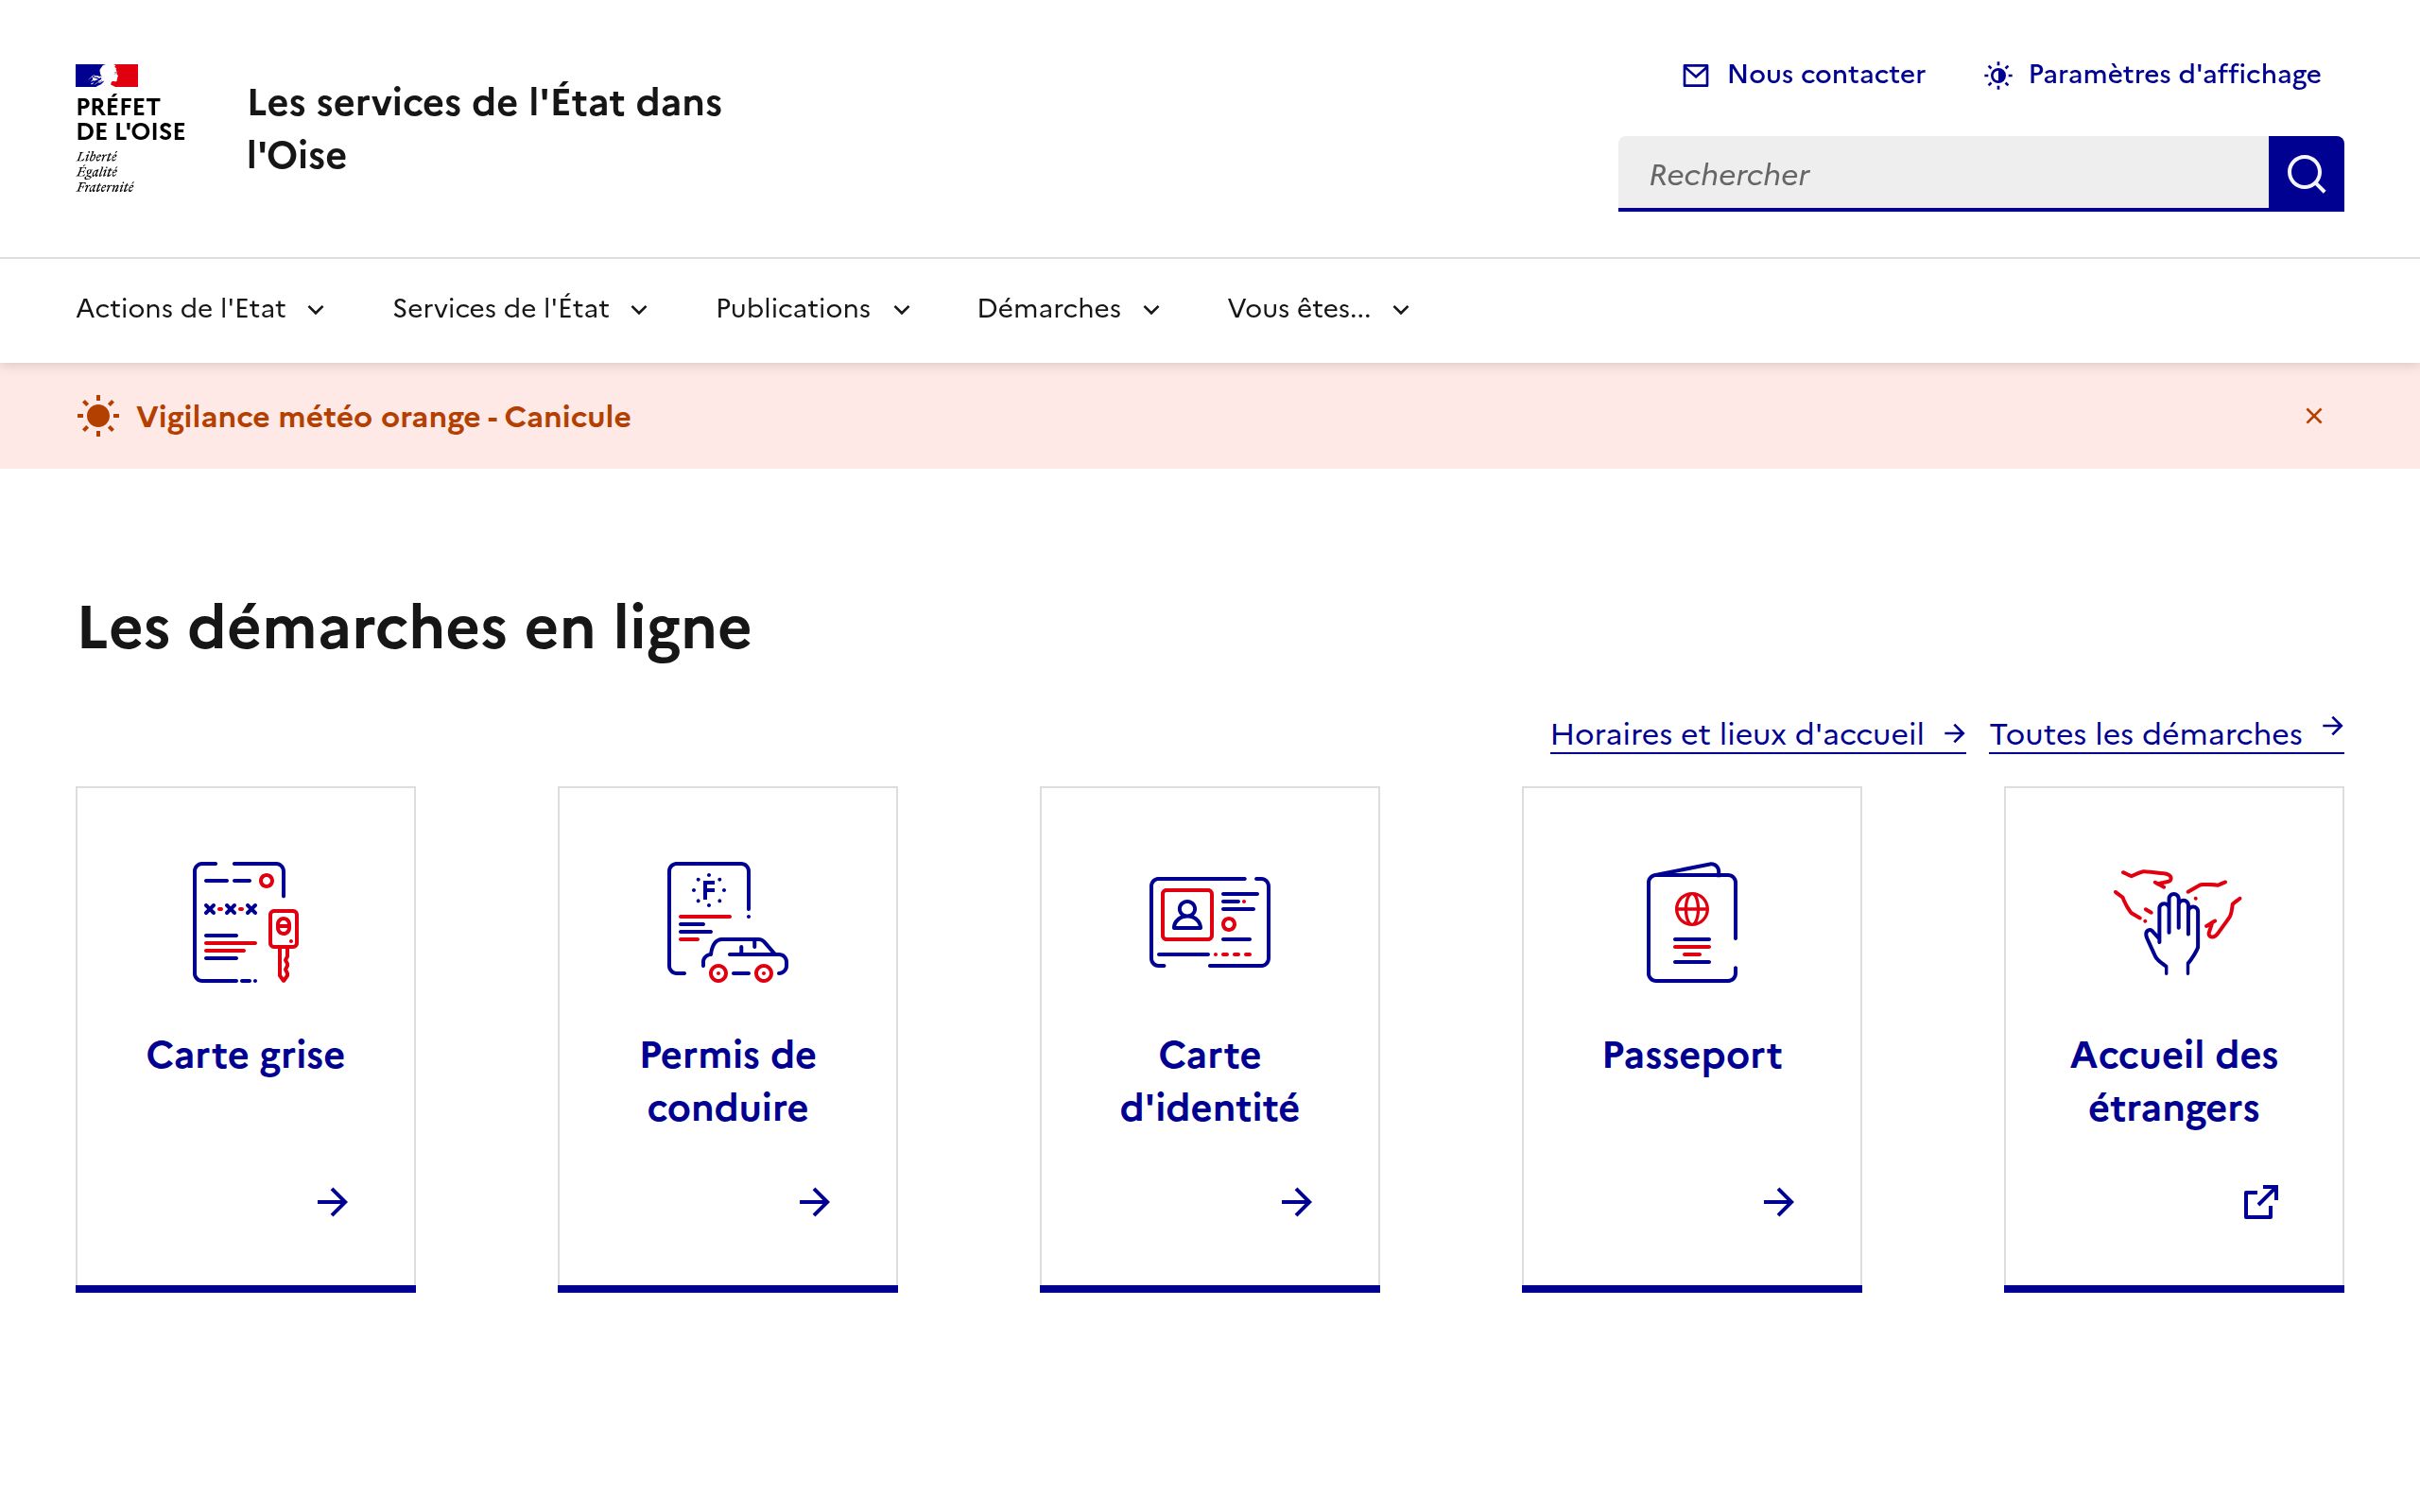 PRÉFET
DE L'OISE
Liberté
Égalité
Fraternité
Les services de l'État dans
l'Oise
Nous contacter
Paramètres d'affichage
Rechercher
Actions de l'Etat
Services de l'État
Publications
Démarches
Vous êtes...
Vigilance météo orange - Canicule
Les démarches en ligne
Horaires et lieux d'accueil
Toutes les démarches
Carte grise
F
Permis de
conduire
Carte
d'identité
Passeport
Accueil des
étrangers